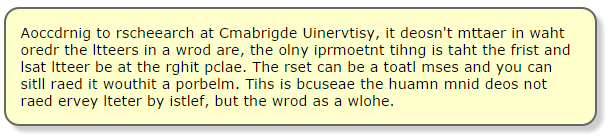 Aoccdrnig to rscheearch at Cmabrigde Uinervtisy, it deosn't mttaer in waht
oredr the ltteers in a wrod are, the olny iprmoetnt tihng is taht the frist and
lsat ltteer be at the rghit pclae. The rset can be a toatl mses and you can
sitll raed it wouthit a porbelm. Tihs is bcuseae the huamn mnid deos not
raed ervey lteter by istlef, but the wrod as a wlohe.